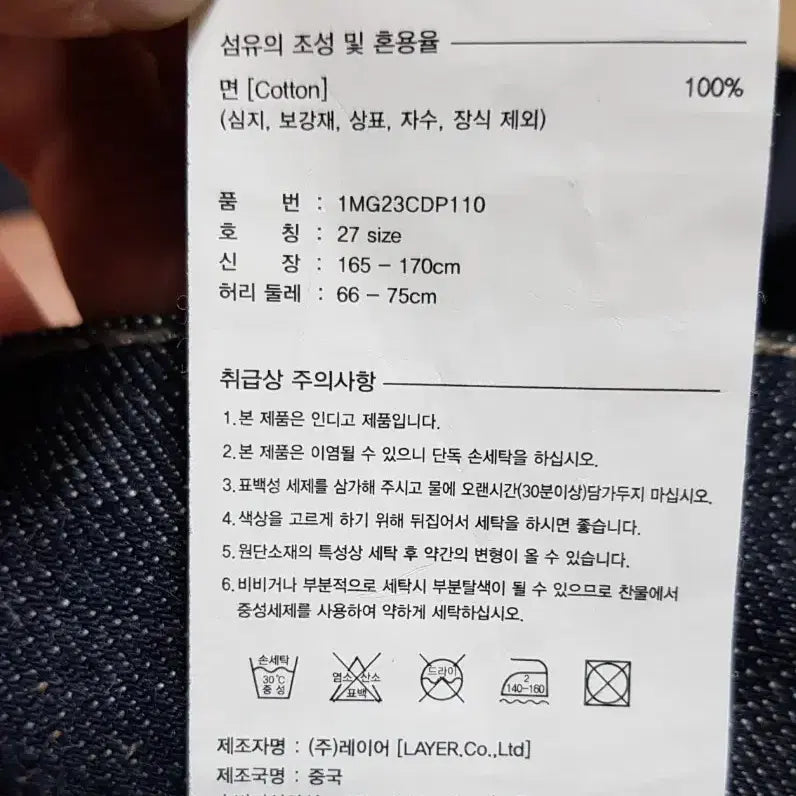 섬유의 조성 및 혼용율
면 [Cotton] 100%
(심지, 보강재, 상표, 자수, 장식 제외)
품 번 : 1MG23CDP110
호 칭 : 27 size
신 장 : 165 - 170cm
허리 둘레 : 66 - 75cm
취급상 주의사항
1.본 제품은 인디고 제품입니다.
2.본 제품은 이염될 수 있으니 단독 손세탁을 하십시오.
3.표백성 세제를 삼가해 주시고 물에 오랜시간(30분이상)담가두지 마십시오.
4.색상을 고르게 하기 위해 뒤집어서 세탁을 하시면 좋습니다.
5.원단소재의 특성상 세탁 후 약간의 변형이 올 수 있습니다.
6.비비거나 부분적으로 세탁시 부분탈색이 될 수 있으므로 찬물에서
중성세제를 사용하여 약하게 세탁하십시오.
손세탁
30℃
중성
염소 산소
표백
드라이
2
140-160
제조자명 : (주)레이어 [LAYER.Co.,Ltd]
제조국명 : 중국